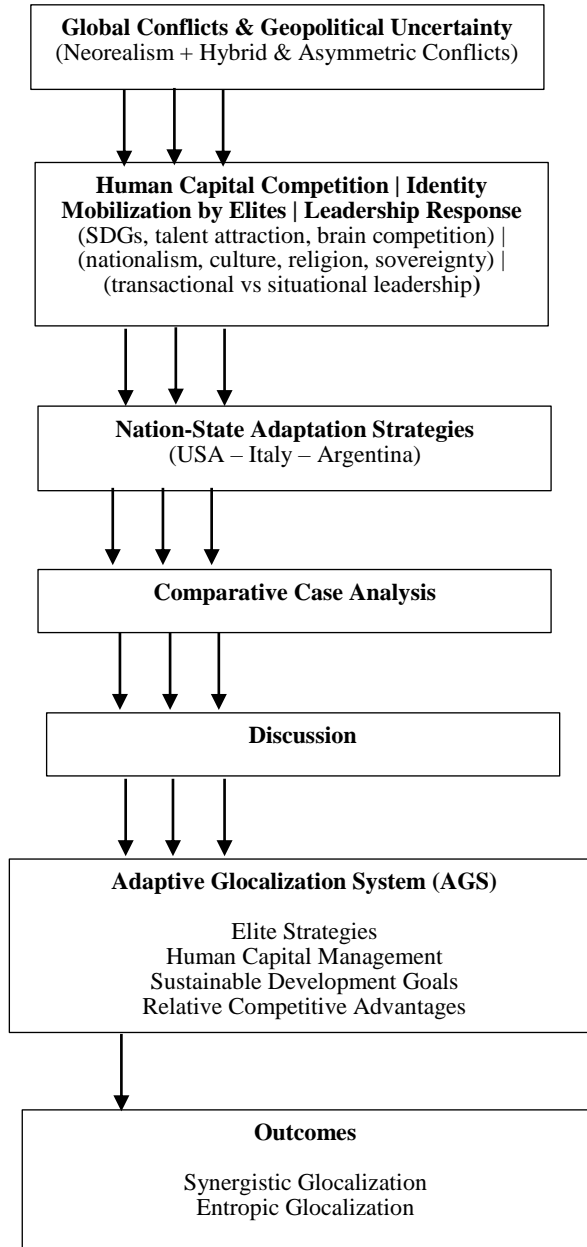 Global Conflicts & Geopolitical Uncertainty
(Neorealism + Hybrid & Asymmetric Conflicts)
Human Capital Competition | Identity
Mobilization by Elites | Leadership Response
(SDGs, talent attraction, brain competition) |
(nationalism, culture, religion, sovereignty) |
(transactional vs situational leadership)
Nation-State Adaptation Strategies
(USA – Italy – Argentina)
Comparative Case Analysis
Discussion
Adaptive Glocalization System (AGS)
Elite Strategies
Human Capital Management
Sustainable Development Goals
Relative Competitive Advantages
Outcomes
Synergistic Glocalization
Entropic Glocalization